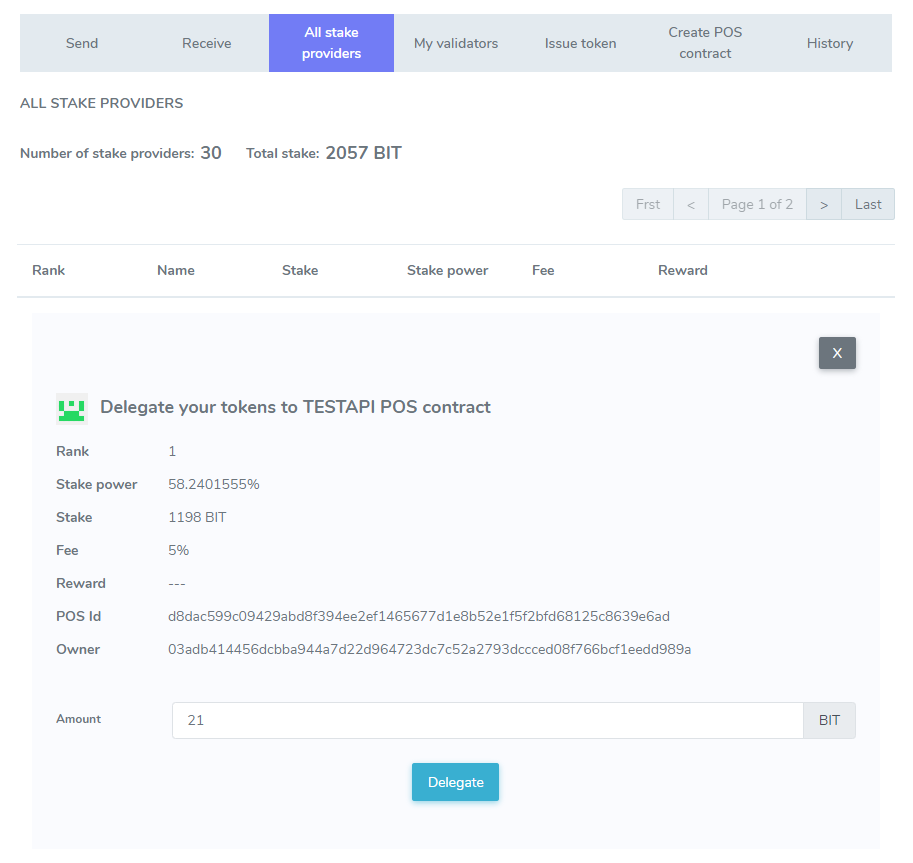 Send Receive All stake providers My validators Issue token Create POS contract History
ALL STAKE PROVIDERS
Number of stake providers: 30 Total stake: 2057 BIT
Frst < Page 1 of 2 > Last
Rank Name Stake Stake power Fee Reward
X
Delegate your tokens to TESTAPI POS contract
Rank 1
Stake power 58.2401555%
Stake 1198 BIT
Fee 5%
Reward ---
POS Id d8dac599c09429abd8f394ee2ef1465677d1e8b52e1f5f2bfd68125c8639e6ad
Owner 03adb414456dcbba944a7d22d964723dc7c52a2793dccced08f766bcf1eedd989a
Amount 21 BIT
Delegate